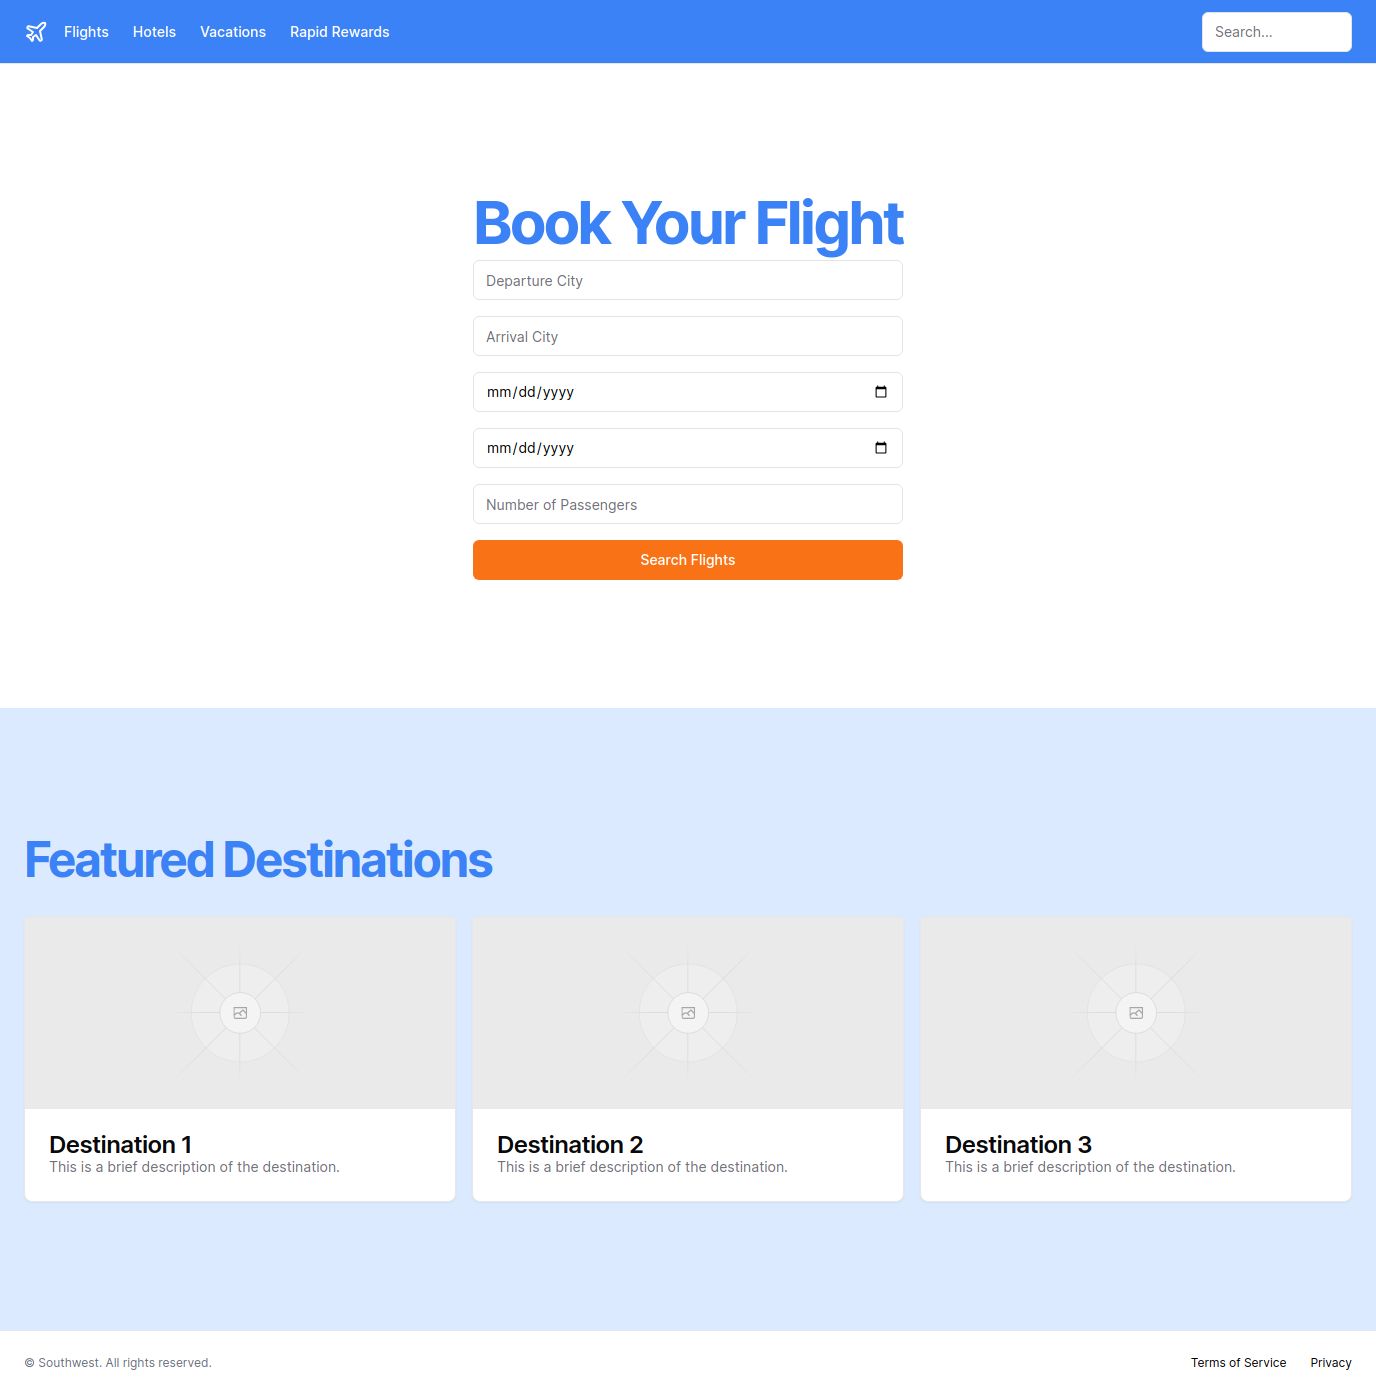 Flights Hotels Vacations Rapid Rewards Search...
Book Your Flight
Departure City
Arrival City
mm/dd/yyyy
mm/dd/yyyy
Number of Passengers
Search Flights
Featured Destinations
Destination 1
This is a brief description of the destination.
Destination 2
This is a brief description of the destination.
Destination 3
This is a brief description of the destination.
© Southwest. All rights reserved.
Terms of Service Privacy